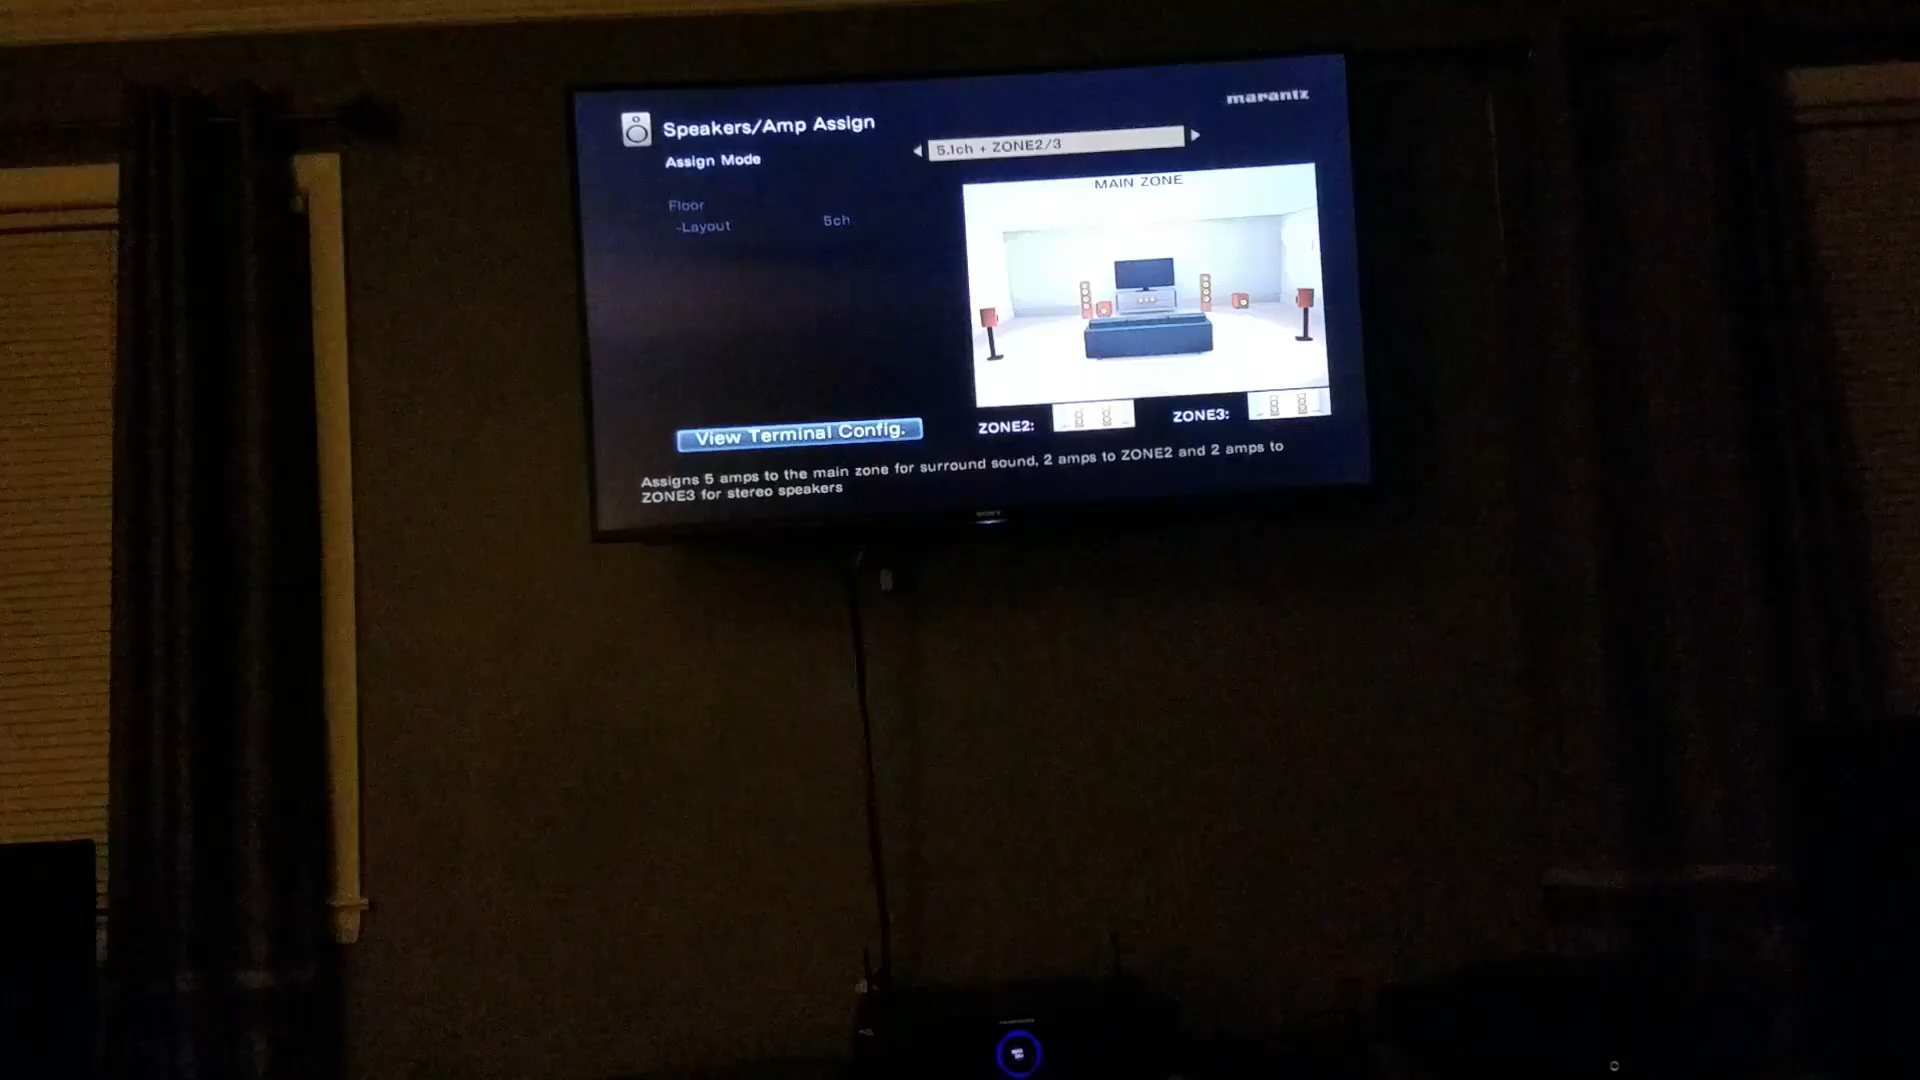 marantz
Speakers/Amp Assign
Assign Mode
5.1ch + ZONE2/3
Floor
-Layout 5ch
MAIN ZONE
View Terminal Config.
ZONE2:
ZONE3:
Assigns 5 amps to the main zone for surround sound, 2 amps to ZONE2 and 2 amps to
ZONE3 for stereo speakers
SONY